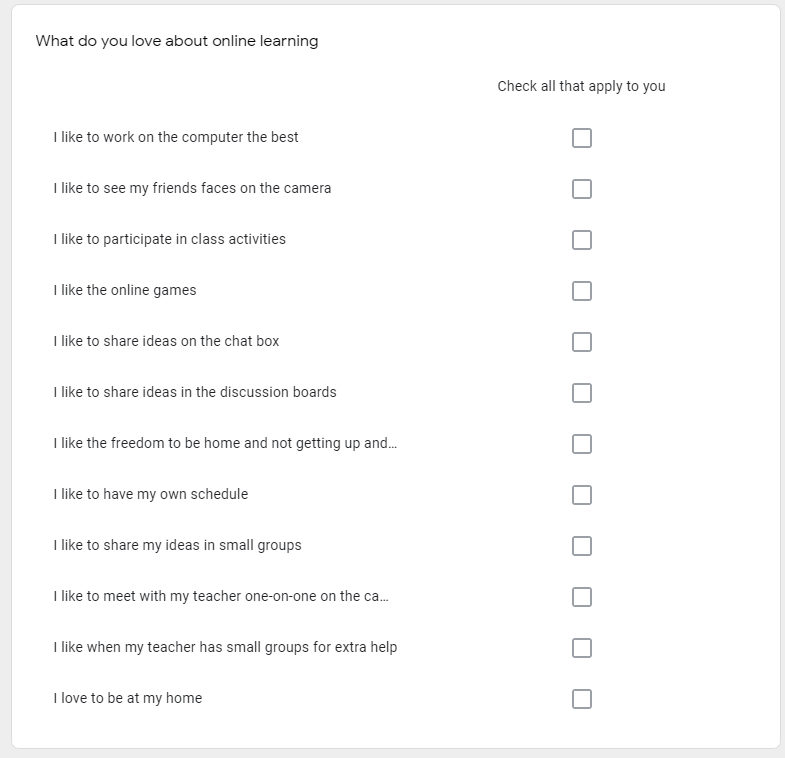 What do you love about online learning
Check all that apply to you
I like to work on the computer the best
I like to see my friends faces on the camera
I like to participate in class activities
I like the online games
I like to share ideas on the chat box
I like to share ideas in the discussion boards
I like the freedom to be home and not getting up and...
I like to have my own schedule
I like to share my ideas in small groups
I like to meet with my teacher one-on-one on the ca...
I like when my teacher has small groups for extra help
I love to be at my home